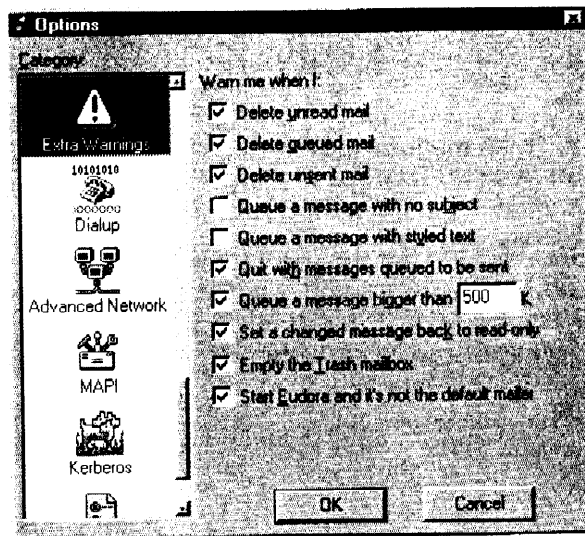 Options
Category:
Warn me when I:
Extra Warnings
10101010
Dialup
Advanced Network
MAPI
Kerberos
Delete unread mail
Delete queued mail
Delete unsent mail
Queue a message with no subject
Queue a message with styled text
Quit with messages queued to be sent
Queue a message bigger than 500 K
Set a changed message back to read-only
Empty the Trash mailbox
Start Eudora and it's not the default mailer
OK
Cancel